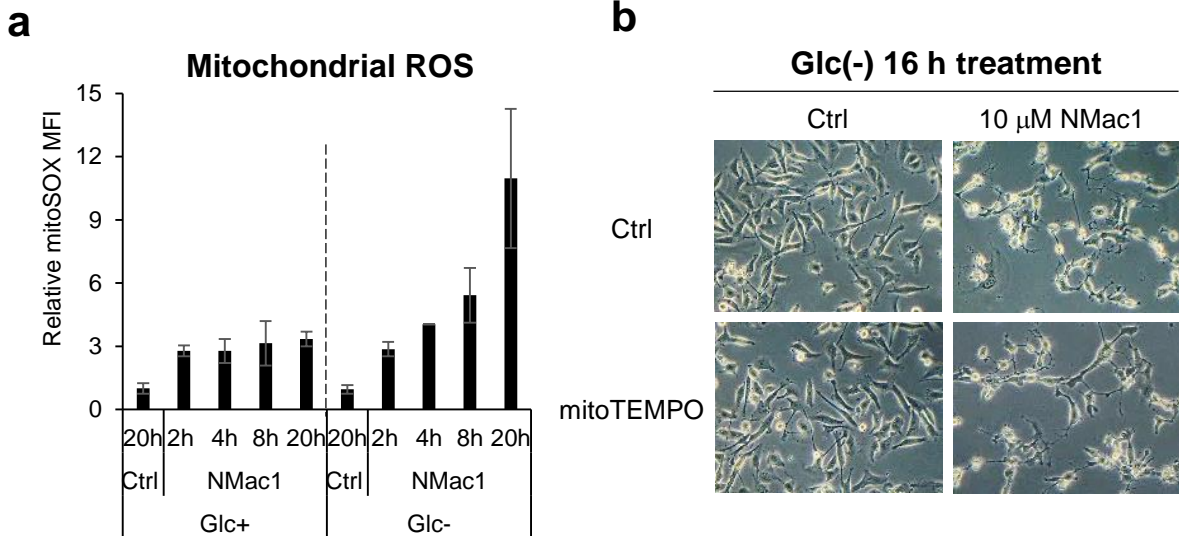 a
Mitochondrial ROS
Relative mitoSOX MFI
15
12
9
6
3
0
20h 2h 4h 8h 20h 20h 2h 4h 8h 20h
Ctrl NMac1 Ctrl NMac1
Glc+ Glc-
b
Glc(-) 16 h treatment
Ctrl 10 μM NMac1
Ctrl
mitoTEMPO